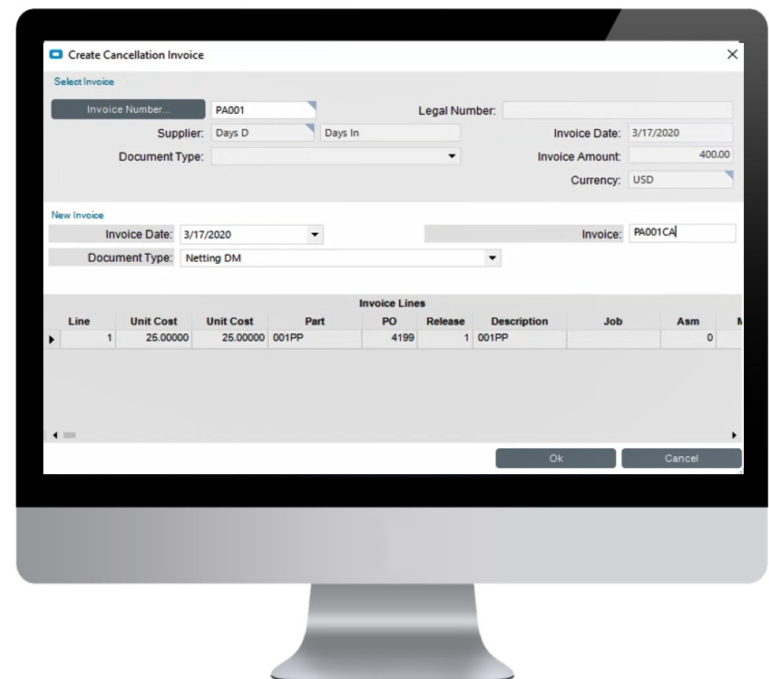 Create Cancellation Invoice
Select Invoice
Invoice Number... PA001 Legal Number:
Supplier: Days D Days In Invoice Date: 3/17/2020
Document Type: Invoice Amount: 400.00
Currency: USD
New Invoice
Invoice Date: 3/17/2020 Invoice: PA001CA
Document Type: Netting DM
Invoice Lines
Line Unit Cost Unit Cost Part PO Release Description Job Asm
1 25.00000 25.00000 001PP 4199 1 001PP 0
Ok Cancel